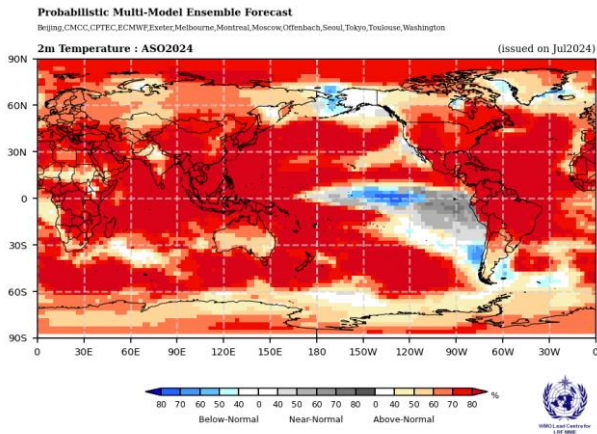 Probabilistic Multi-Model Ensemble Forecast
Beijing,CMCC,CPTEC,ECMWF,Exeter,Melbourne,Montreal,Moscow,Offenbach,Seoul,Tokyo,Toulouse,Washington
2m Temperature : ASO2024 (issued on Jul2024)
90N
60N
30N
0
30S
60S
90S
0 30E 60E 90E 120E 150E 180 150W 120W 90W 60W 30W 0
80 70 60 50 40 0 40 50 60 70 80 0 40 50 60 70 80 %
Below-Normal Near-Normal Above-Normal
WMO Lead Centre for
LRF-MME